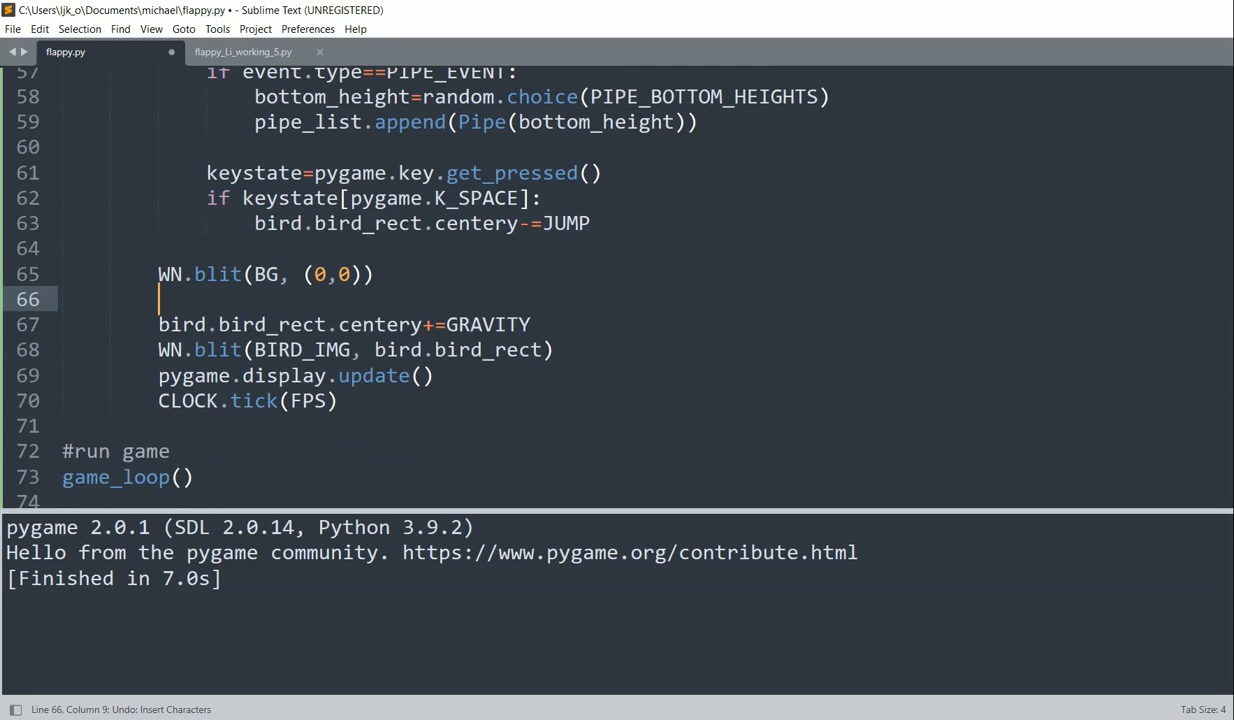 C:\Users\ljk_o\Documents\michael\flappy.py • - Sublime Text (UNREGISTERED)
File Edit Selection Find View Goto Tools Project Preferences Help
flappy.py flappy_Li_working_5.py
57 if event.type==PIPE_EVENT:
58 bottom_height=random.choice(PIPE_BOTTOM_HEIGHTS)
59 pipe_list.append(Pipe(bottom_height))
60
61 keystate=pygame.key.get_pressed()
62 if keystate[pygame.K_SPACE]:
63 bird.bird_rect.centery-=JUMP
64
65 WN.blit(BG, (0,0))
66
67 bird.bird_rect.centery+=GRAVITY
68 WN.blit(BIRD_IMG, bird.bird_rect)
69 pygame.display.update()
70 CLOCK.tick(FPS)
71
72 #run game
73 game_loop()
74
pygame 2.0.1 (SDL 2.0.14, Python 3.9.2)
Hello from the pygame community. https://www.pygame.org/contribute.html
[Finished in 7.0s]
Line 66, Column 9: Undo: Insert Characters Tab Size: 4